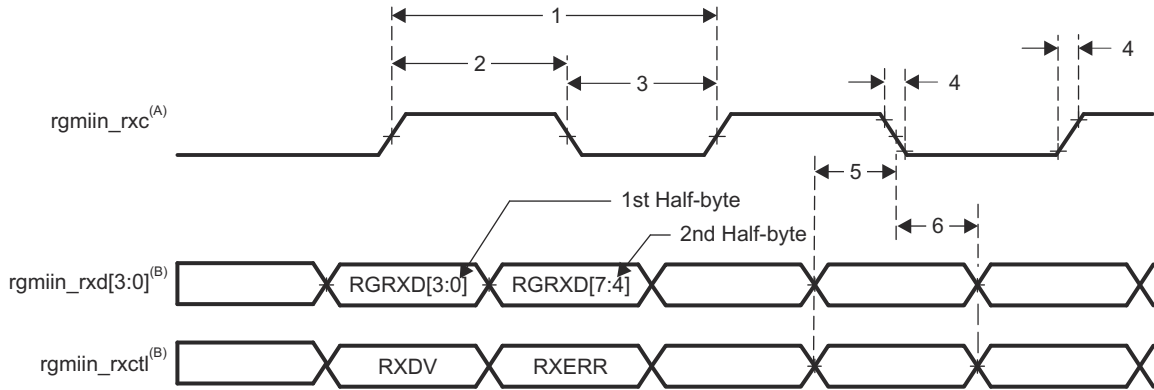 1
4
2
3
4
rgmiin_rxc(A)
5
1st Half-byte
6
2nd Half-byte
rgmiin_rxd[3:0](B)
RGRXD[3:0]
RGRXD[7:4]
rgmiin_rxctl(B)
RXDV
RXERR